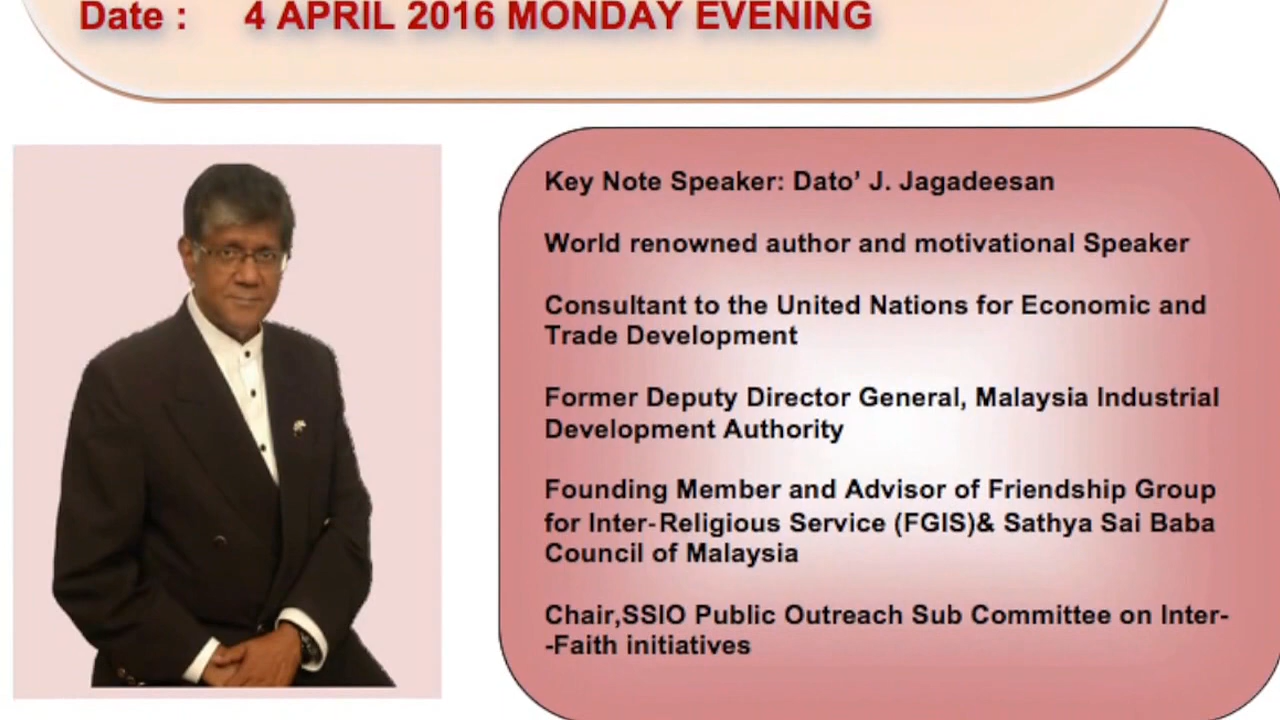 Date : 4 APRIL 2016 MONDAY EVENING
Key Note Speaker: Dato’ J. Jagadeesan
World renowned author and motivational Speaker
Consultant to the United Nations for Economic and
Trade Development
Former Deputy Director General, Malaysia Industrial
Development Authority
Founding Member and Advisor of Friendship Group
for Inter-Religious Service (FGIS)& Sathya Sai Baba
Council of Malaysia
Chair,SSIO Public Outreach Sub Committee on Inter-
-Faith initiatives